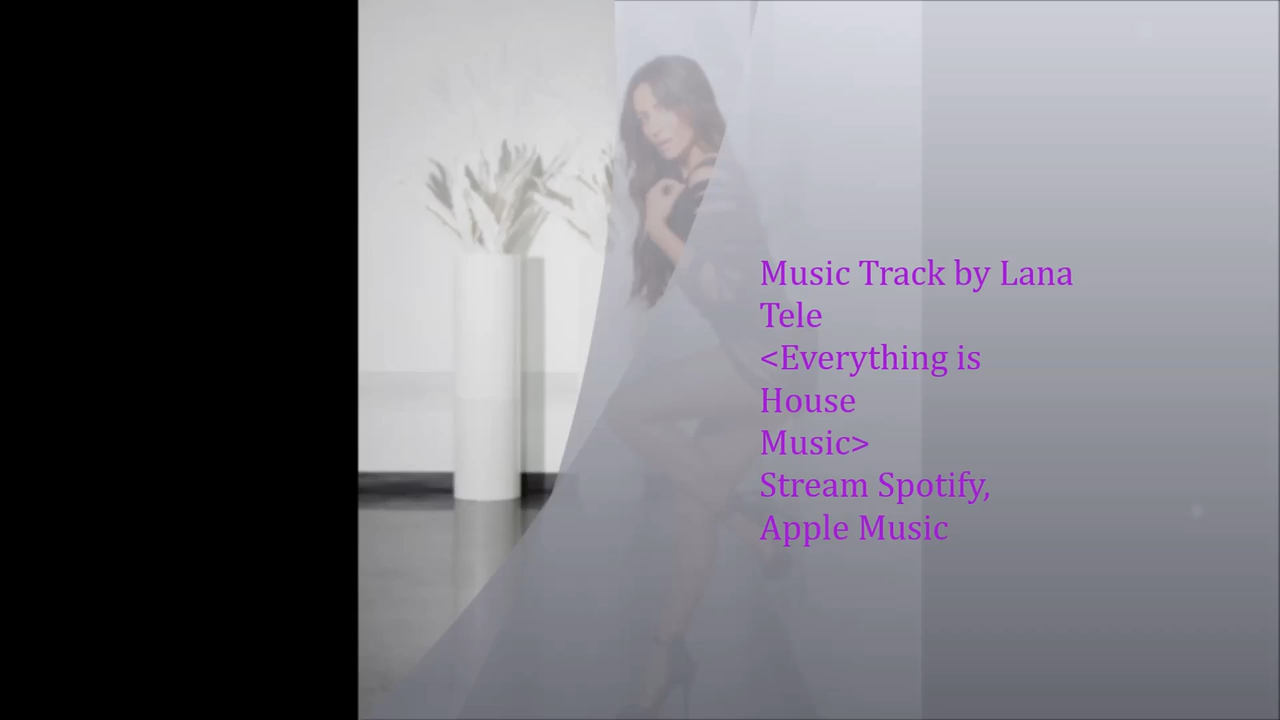 Music Track by Lana
Tele
<Everything is
House
Music>
Stream Spotify,
Apple Music